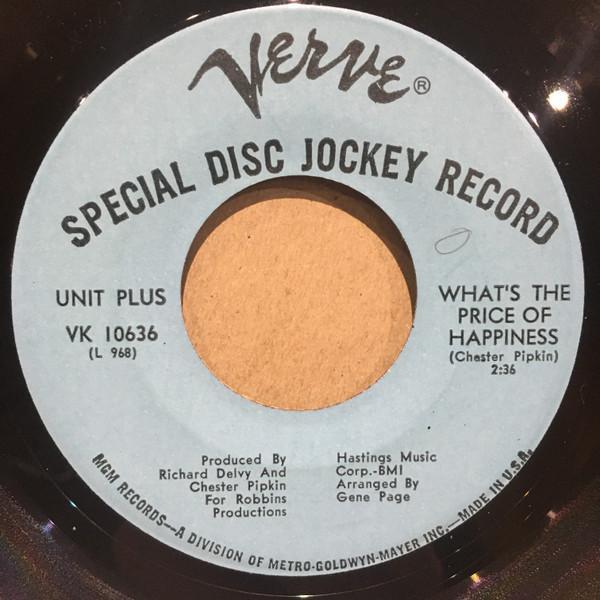 VERVE®
SPECIAL DISC JOCKEY RECORD
UNIT PLUS
VK 10636
(L 968)
WHAT'S THE
PRICE OF
HAPPINESS
(Chester Pipkin)
2:36
Produced By
Richard Delvy And
Chester Pipkin
For Robbins
Productions
Hastings Music
Corp.-BMI
Arranged By
Gene Page
MGM RECORDS—A DIVISION OF METRO-GOLDWYN-MAYER INC.—MADE IN U.S.A.